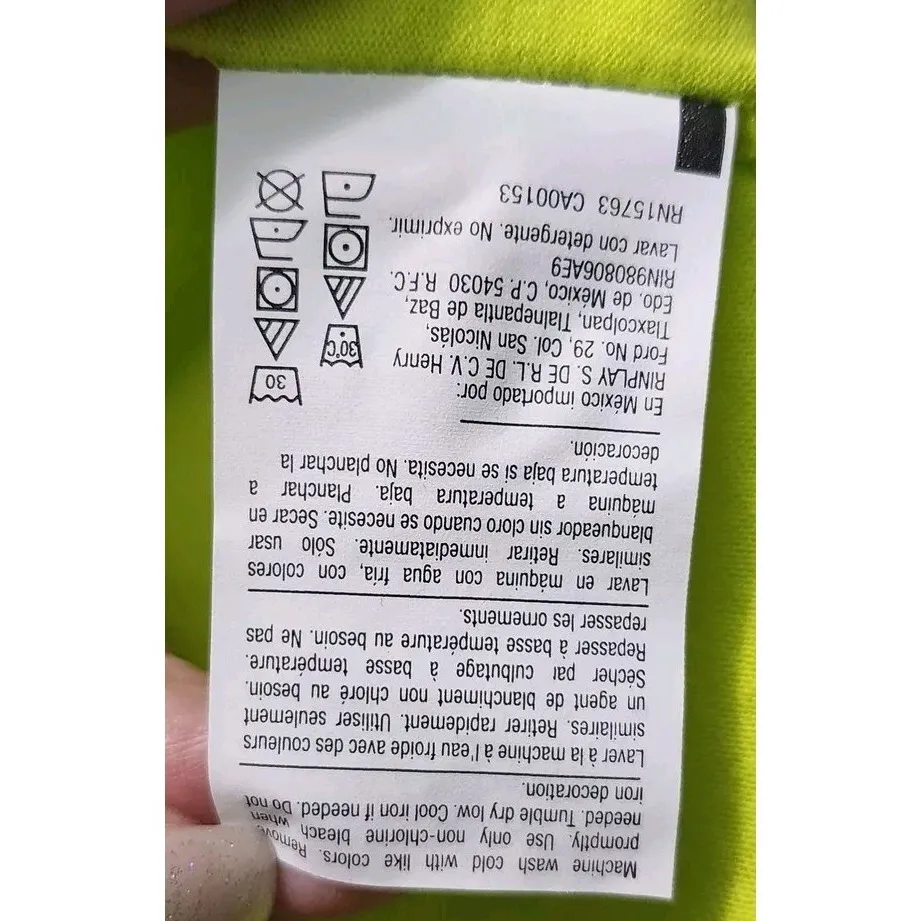 Machine wash cold with like colors. Remove
promptly. Use only non-chlorine bleach when
needed. Tumble dry low. Cool iron if needed. Do not
iron decoration.
Laver à la machine à l'eau froide avec des couleurs
similaires. Retirer rapidement. Utiliser seulement
un agent de blanchiment non chloré au besoin.
Sécher par culbutage à basse température.
Repasser à basse température au besoin. Ne pas
repasser les ornements.
Lavar en máquina con agua fría, con colores
similares. Retirar inmediatamente. Sólo usar
blanqueador sin cloro cuando se necesite. Secar en
máquina a temperatura baja. Planchar a
temperatura baja si se necesita. No planchar la
decoración.
En México importado por:
RINPLAY S. DE R.L. DE C.V. Henry
Ford No. 29, Col. San Nicolás,
Tlaxcolpan, Tlalnepantla de Baz,
Edo. de México, C.P. 54030 R.F.C.
RIN980806AE9
Lavar con detergente. No exprimir.
RN15763 CA00153
30
30°C